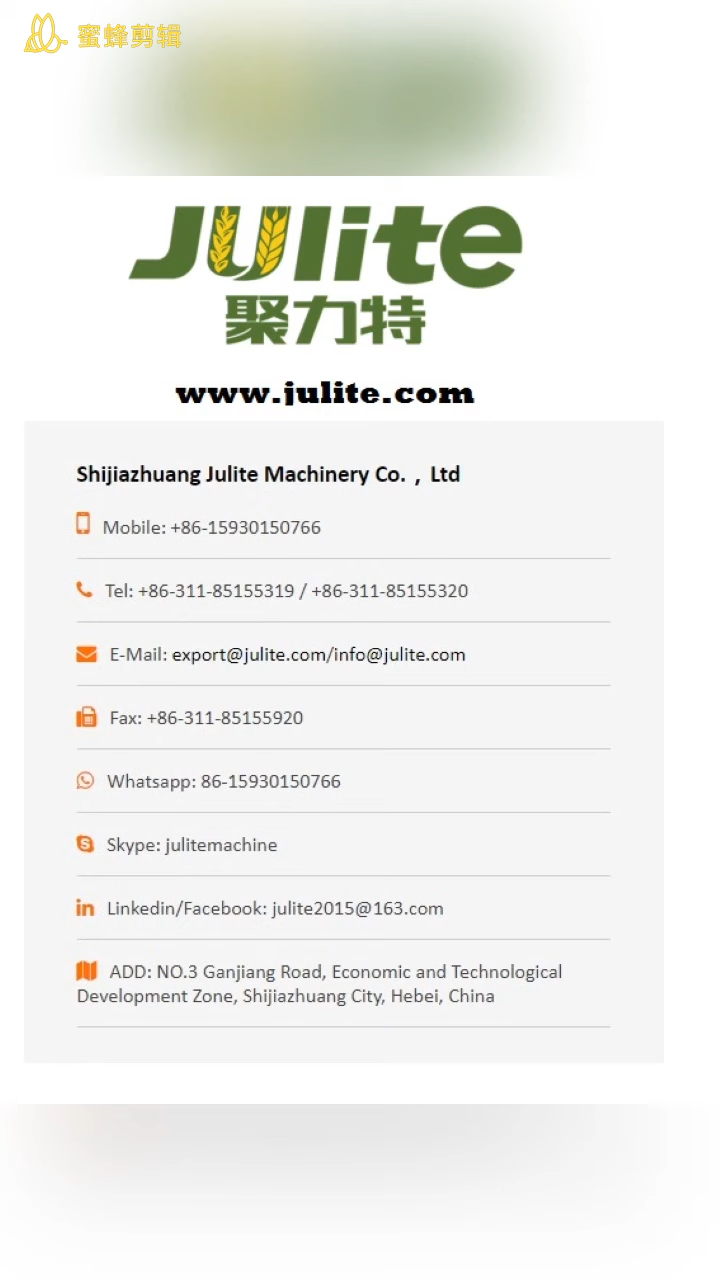 蜜蜂剪辑
Julite
聚力特
www.julite.com
Shijiazhuang Julite Machinery Co.，Ltd
Mobile: +86-15930150766
Tel: +86-311-85155319 / +86-311-85155320
E-Mail: export@julite.com/info@julite.com
Fax: +86-311-85155920
Whatsapp: 86-15930150766
Skype: julitemachine
Linkedin/Facebook: julite2015@163.com
ADD: NO.3 Ganjiang Road, Economic and Technological
Development Zone, Shijiazhuang City, Hebei, China